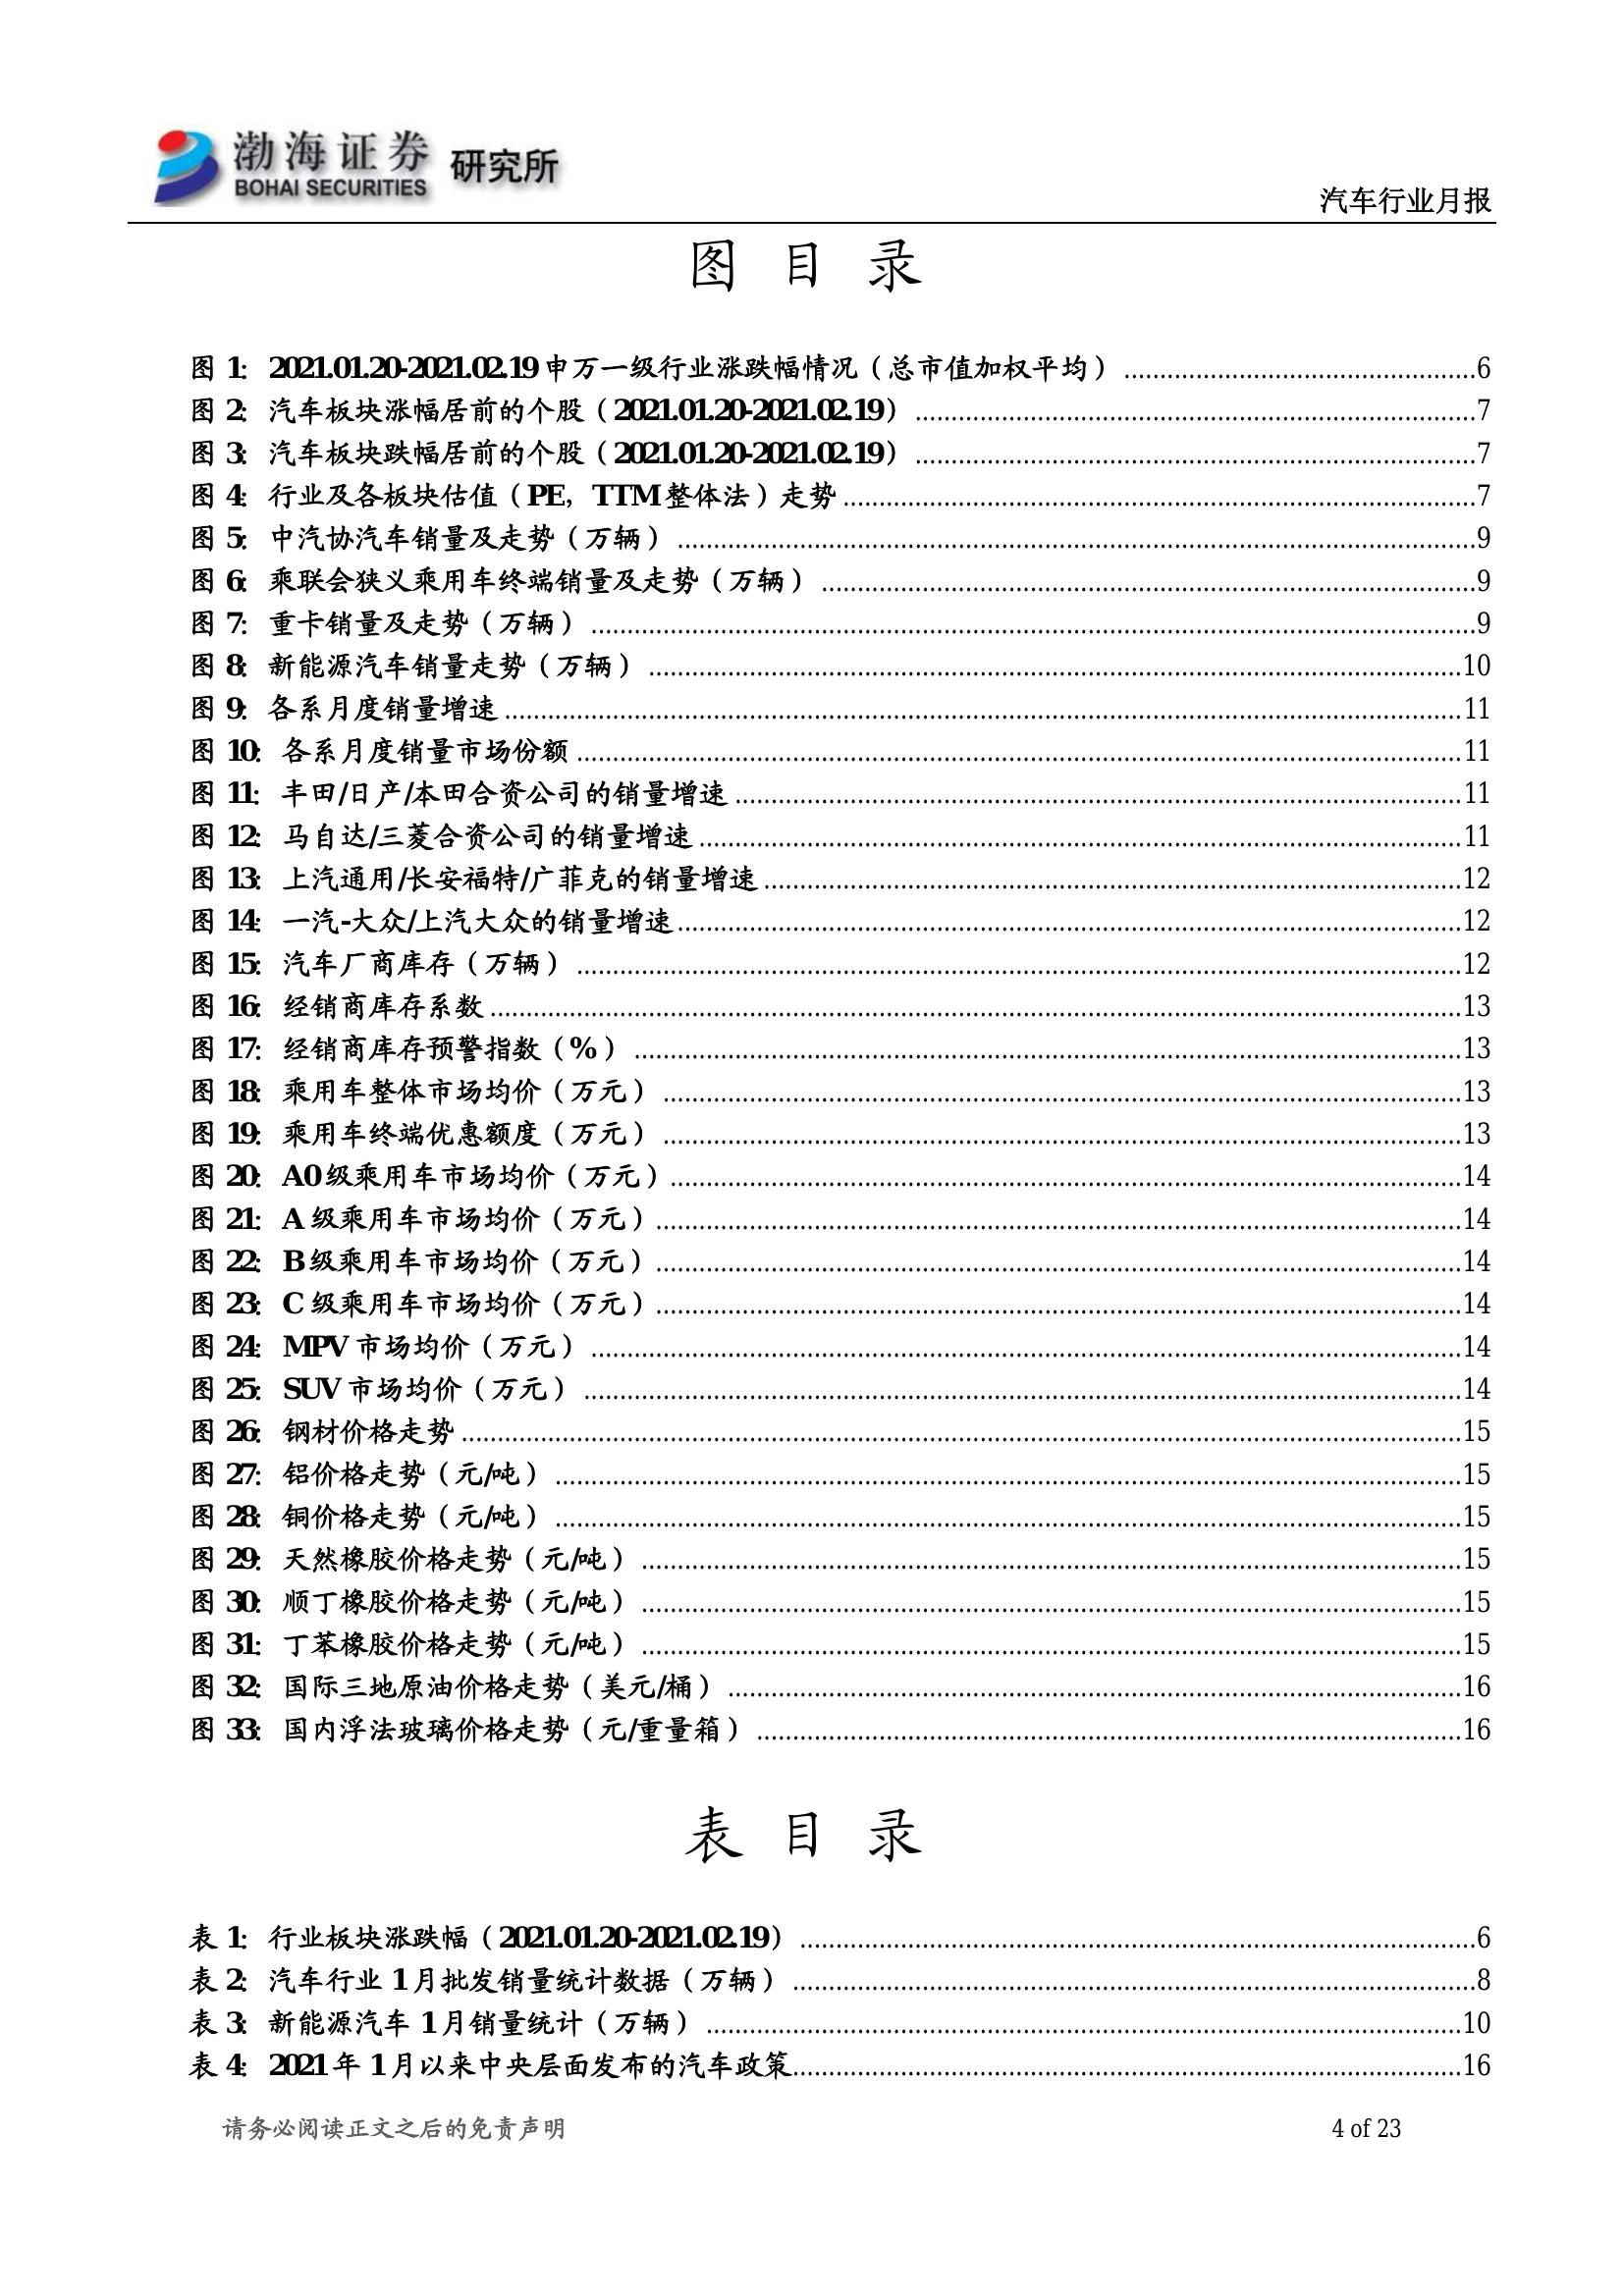 渤海证券 研究所
BOHAI SECURITIES
汽车行业月报
图 目 录
图 1：2021.01.20-2021.02.19申万一级行业涨跌幅情况（总市值加权平均）......6
图 2：汽车板块涨幅居前的个股（2021.01.20-2021.02.19）......7
图 3：汽车板块跌幅居前的个股（2021.01.20-2021.02.19）......7
图 4：行业及各板块估值（PE，TTM整体法）走势......7
图 5：中汽协汽车销量及走势（万辆）......9
图 6：乘联会狭义乘用车终端销量及走势（万辆）......9
图 7：重卡销量及走势（万辆）......9
图 8：新能源汽车销量走势（万辆）......10
图 9：各系月度销量增速......11
图 10：各系月度销量市场份额......11
图 11：丰田/日产/本田合资公司的销量增速......11
图 12：马自达/三菱合资公司的销量增速......11
图 13：上汽通用/长安福特/广菲克的销量增速......12
图 14：一汽-大众/上汽大众的销量增速......12
图 15：汽车厂商库存（万辆）......12
图 16：经销商库存系数......13
图 17：经销商库存预警指数（%）......13
图 18：乘用车整体市场均价（万元）......13
图 19：乘用车终端优惠额度（万元）......13
图 20：A0级乘用车市场均价（万元）......14
图 21：A 级乘用车市场均价（万元）......14
图 22：B级乘用车市场均价（万元）......14
图 23：C 级乘用车市场均价（万元）......14
图 24：MPV 市场均价（万元）......14
图 25：SUV 市场均价（万元）......14
图 26：钢材价格走势......15
图 27：铝价格走势（元/吨）......15
图 28：铜价格走势（元/吨）......15
图 29：天然橡胶价格走势（元/吨）......15
图 30：顺丁橡胶价格走势（元/吨）......15
图 31：丁苯橡胶价格走势（元/吨）......15
图 32：国际三地原油价格走势（美元/桶）......16
图 33：国内浮法玻璃价格走势（元/重量箱）......16
表 目 录
表 1：行业板块涨跌幅（2021.01.20-2021.02.19）......6
表 2：汽车行业 1月批发销量统计数据（万辆）......8
表 3：新能源汽车 1月销量统计（万辆）......10
表 4：2021 年 1月以来中央层面发布的汽车政策......16
请务必阅读正文之后的免责声明
4 of 23